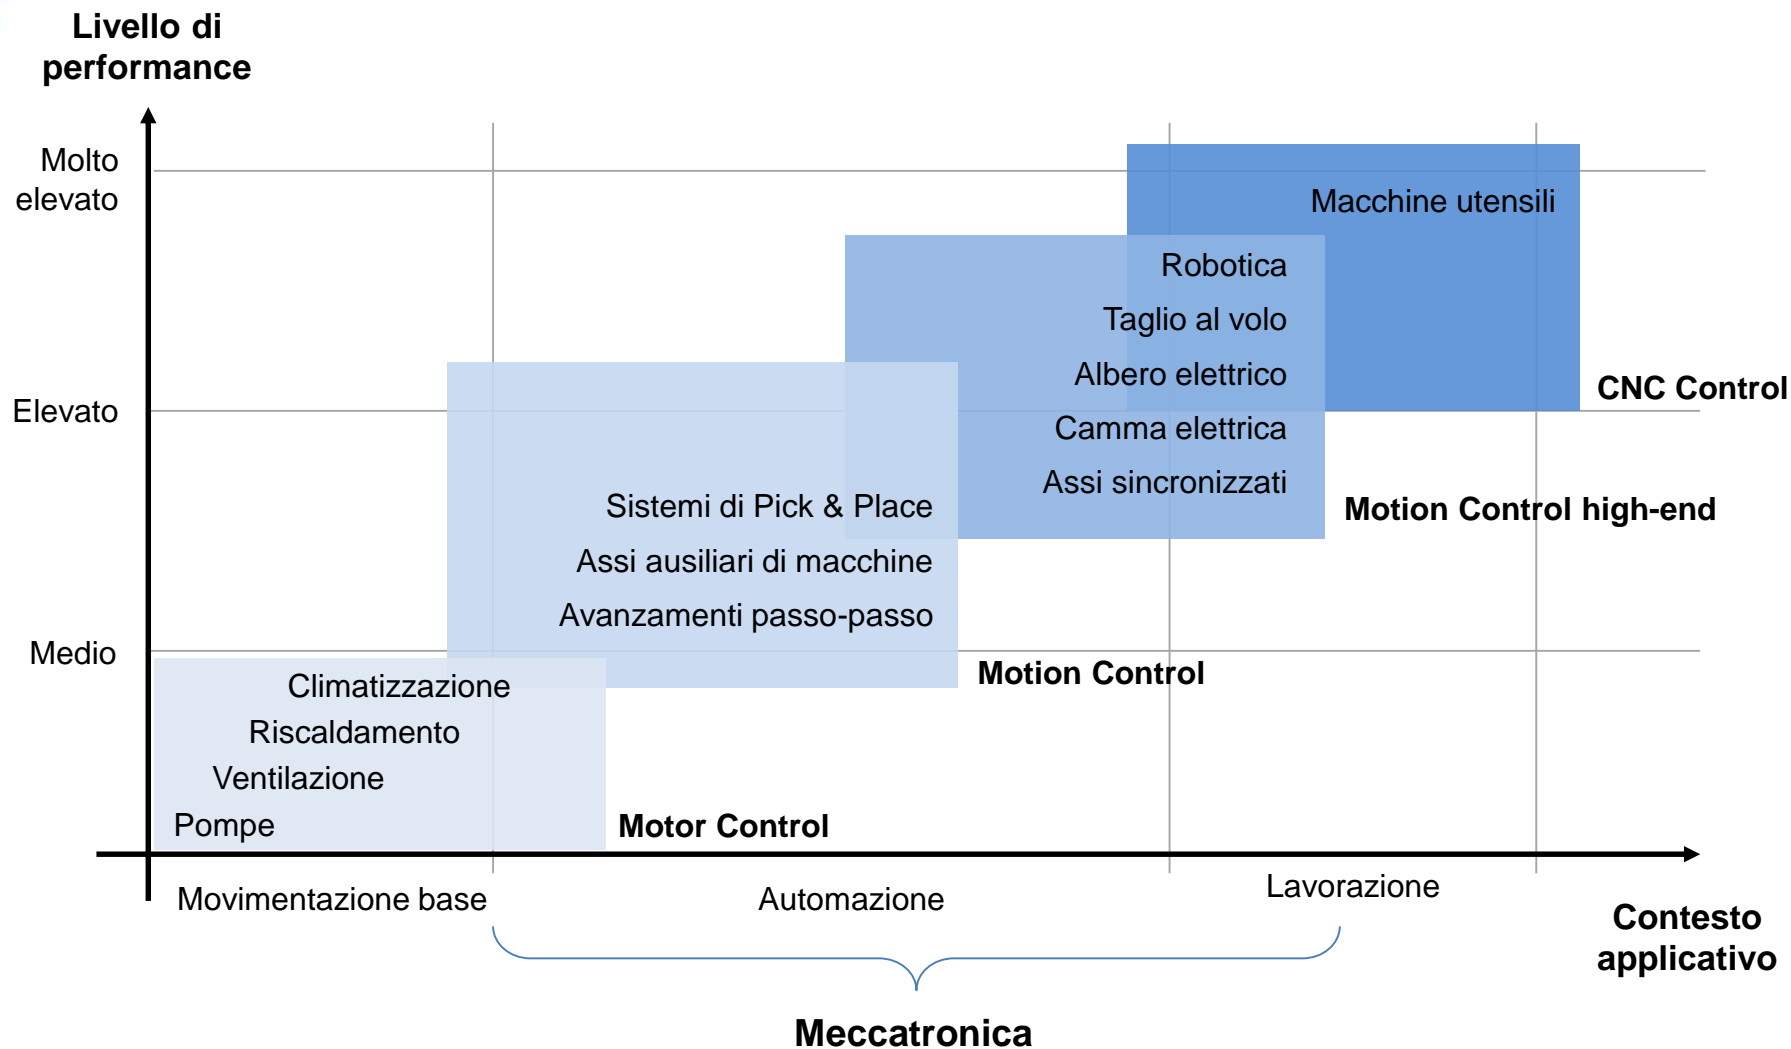 Livello di
performance
Molto
elevato
Macchine utensili
Robotica
Taglio al volo
Albero elettrico
CNC Control
Elevato
Camma elettrica
Assi sincronizzati
Sistemi di Pick & Place
Motion Control high-end
Assi ausiliari di macchine
Avanzamenti passo-passo
Medio
Motion Control
Climatizzazione
Riscaldamento
Ventilazione
Pompe
Motor Control
Movimentazione base
Automazione
Lavorazione
Contesto
applicativo
Meccatronica